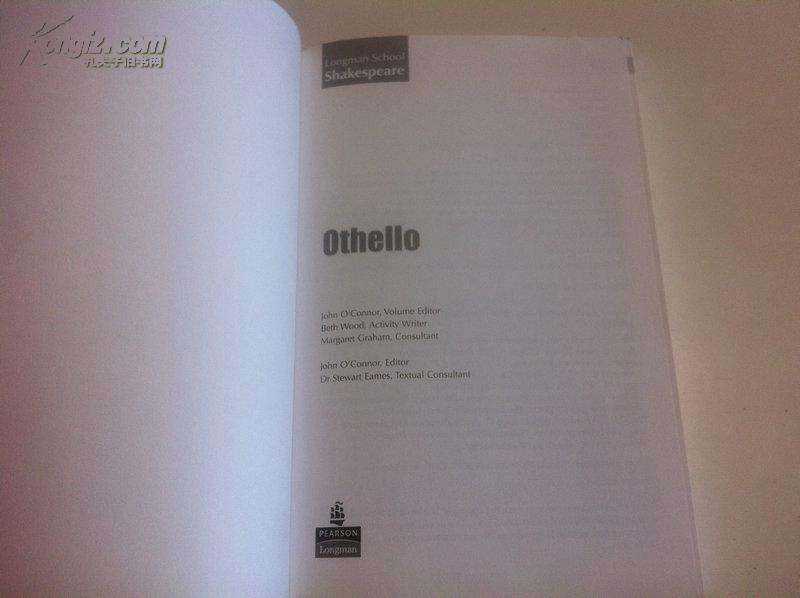 Kongfz.com
孔夫子旧书网
Longman School
Shakespeare
Othello
John O'Connor, Volume Editor
Beth Wood, Activity Writer
Margaret Graham, Consultant
John O'Connor, Editor
Dr Stewart Eames, Textual Consultant
PEARSON
Longman